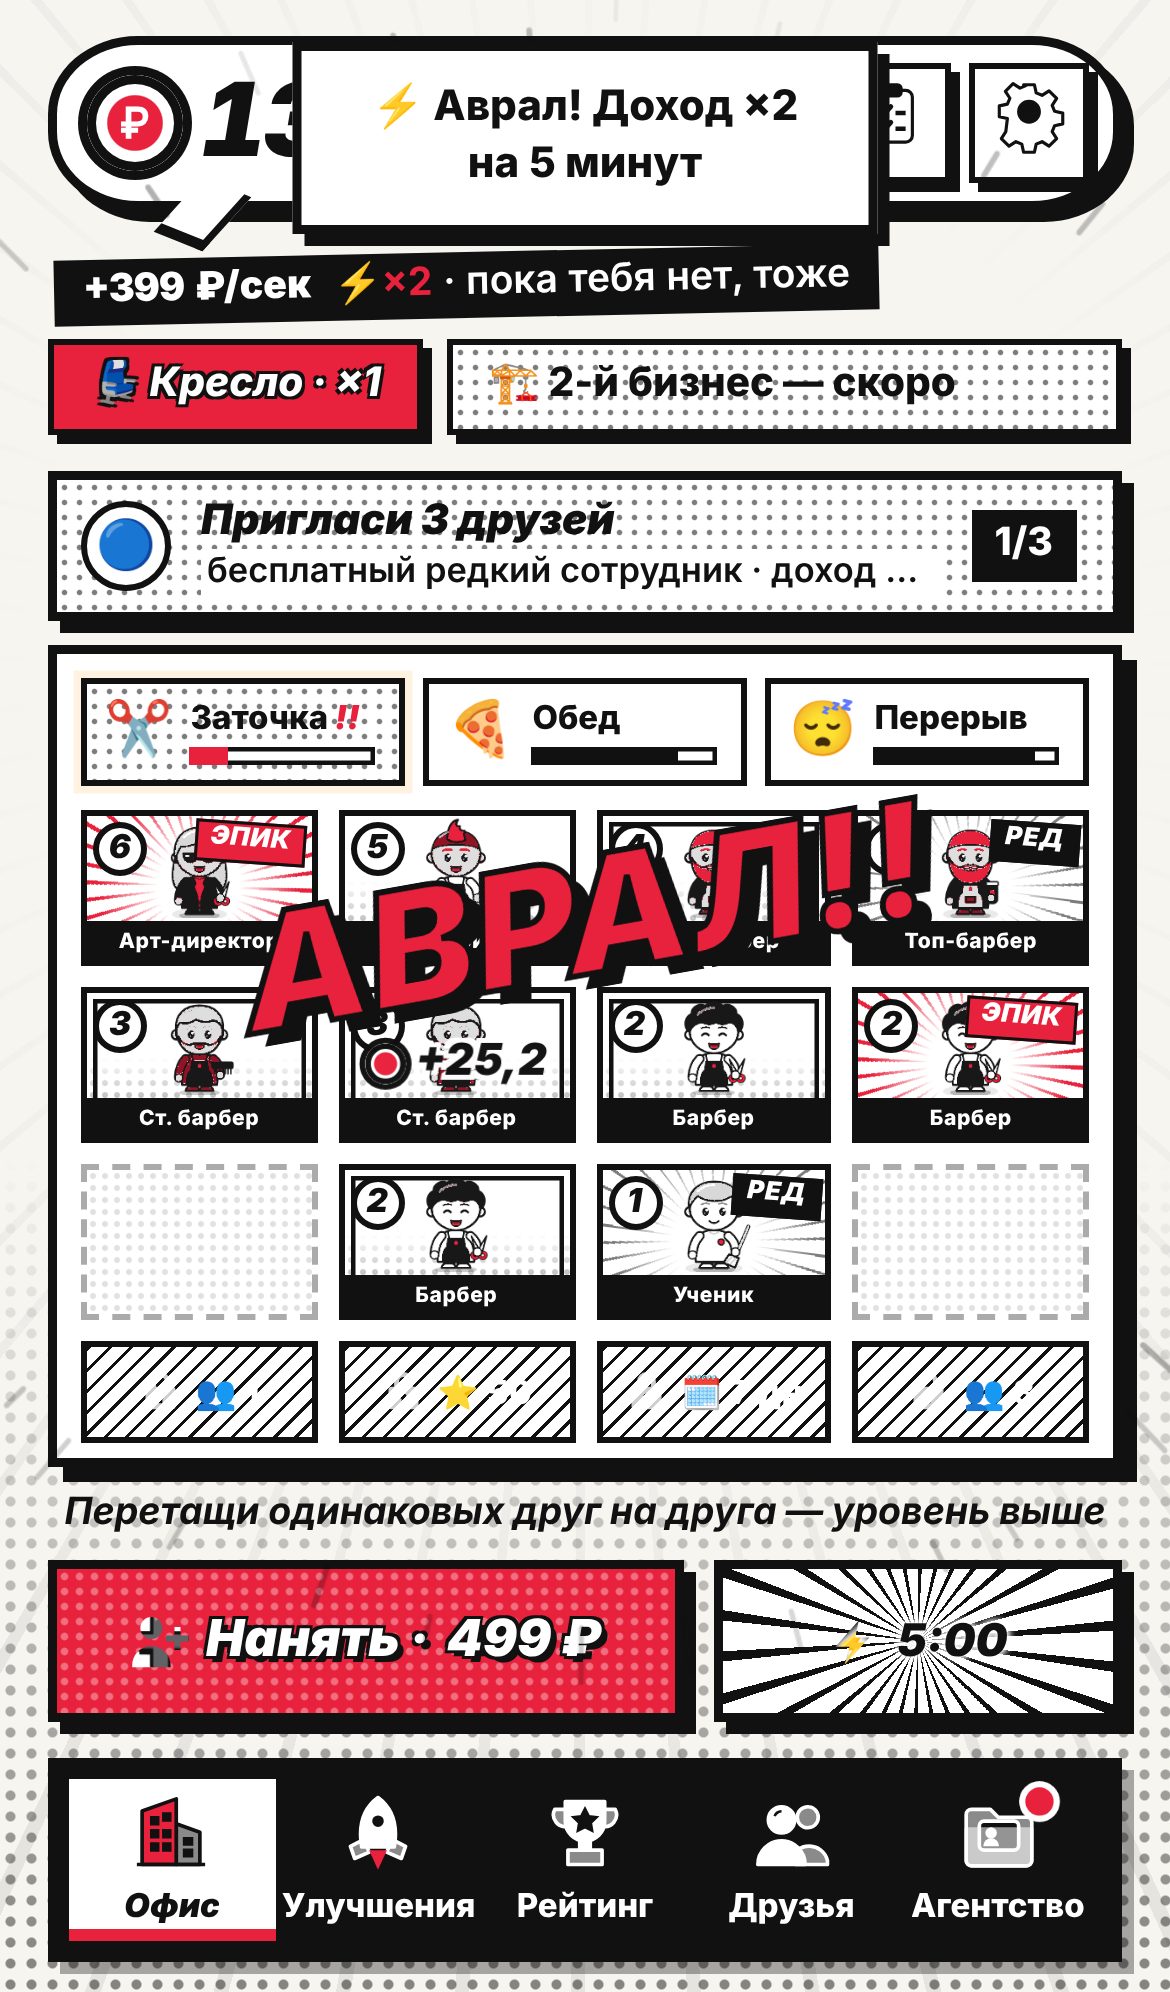 ₽ 13
⚡ Аврал! Доход ×2
на 5 минут
+399 ₽/сек ⚡×2 · пока тебя нет, тоже
Кресло · ×1
2-й бизнес — скоро
Пригласи 3 друзей
бесплатный редкий сотрудник · доход ...
1/3
Заточка !!
Обед
Перерыв
6 ЭПИК
5
4
РЕД
Арт-директор
Топ-барбер
АВРАЛ!!
3
3
+25,2
2
2 ЭПИК
Ст. барбер
Ст. барбер
Барбер
Барбер
2
1 РЕД
Барбер
Ученик
Перетащи одинаковых друг на друга — уровень выше
Нанять · 499 ₽
⚡ 5:00
Офис
Улучшения
Рейтинг
Друзья
Агентство